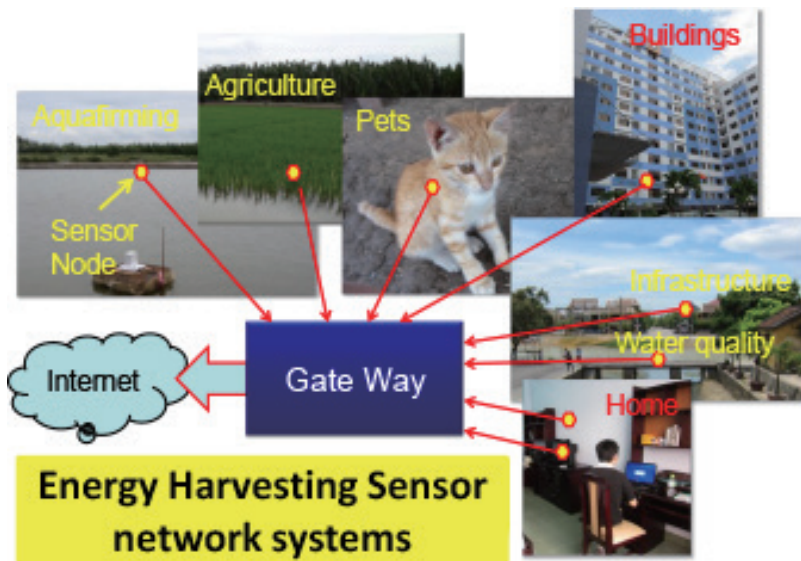 Buildings
Agriculture
Aquafirming
Pets
Sensor
Node
Infrastructure
Water quality
Internet
Gate Way
Home
Energy Harvesting Sensor
network systems